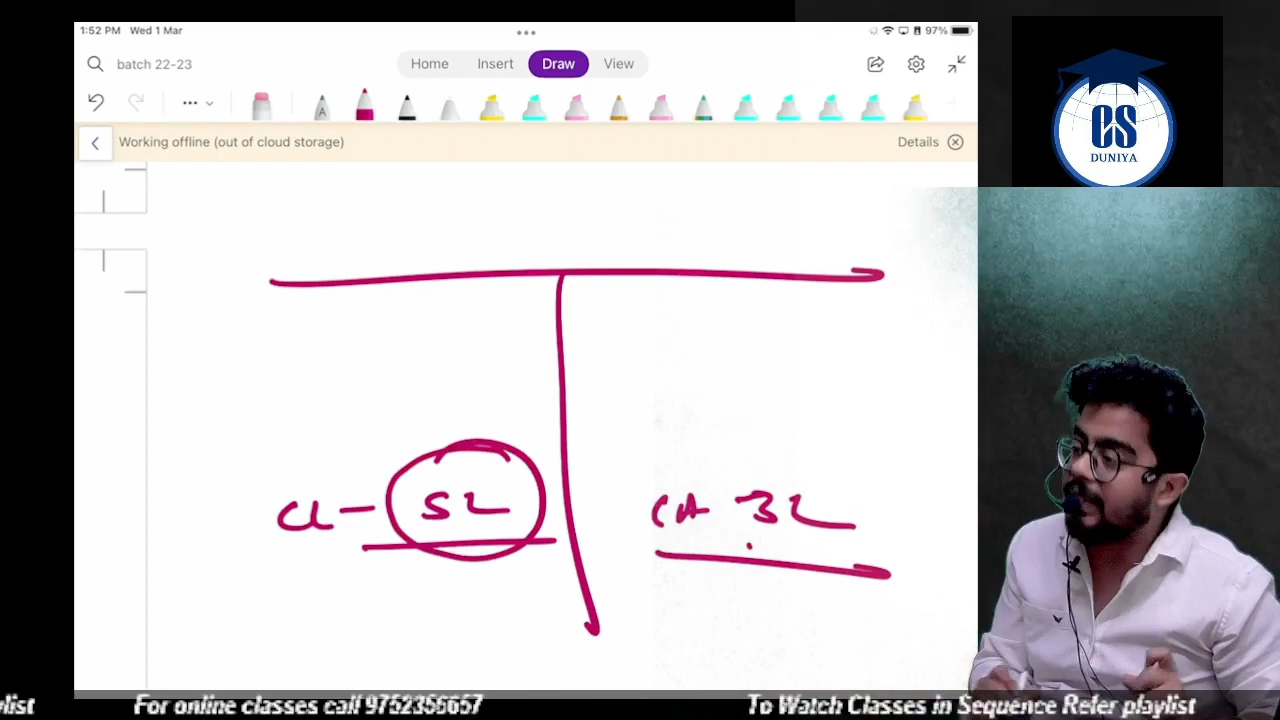 1:52 PM Wed 1 Mar
97%
batch 22-23
Home Insert Draw View
A
Working offline (out of cloud storage)
Details
CS
DUNIYA
CL - 5L
CA 3L
list For online classes call 9752356657 To Watch Classes in Sequence Refer playlist